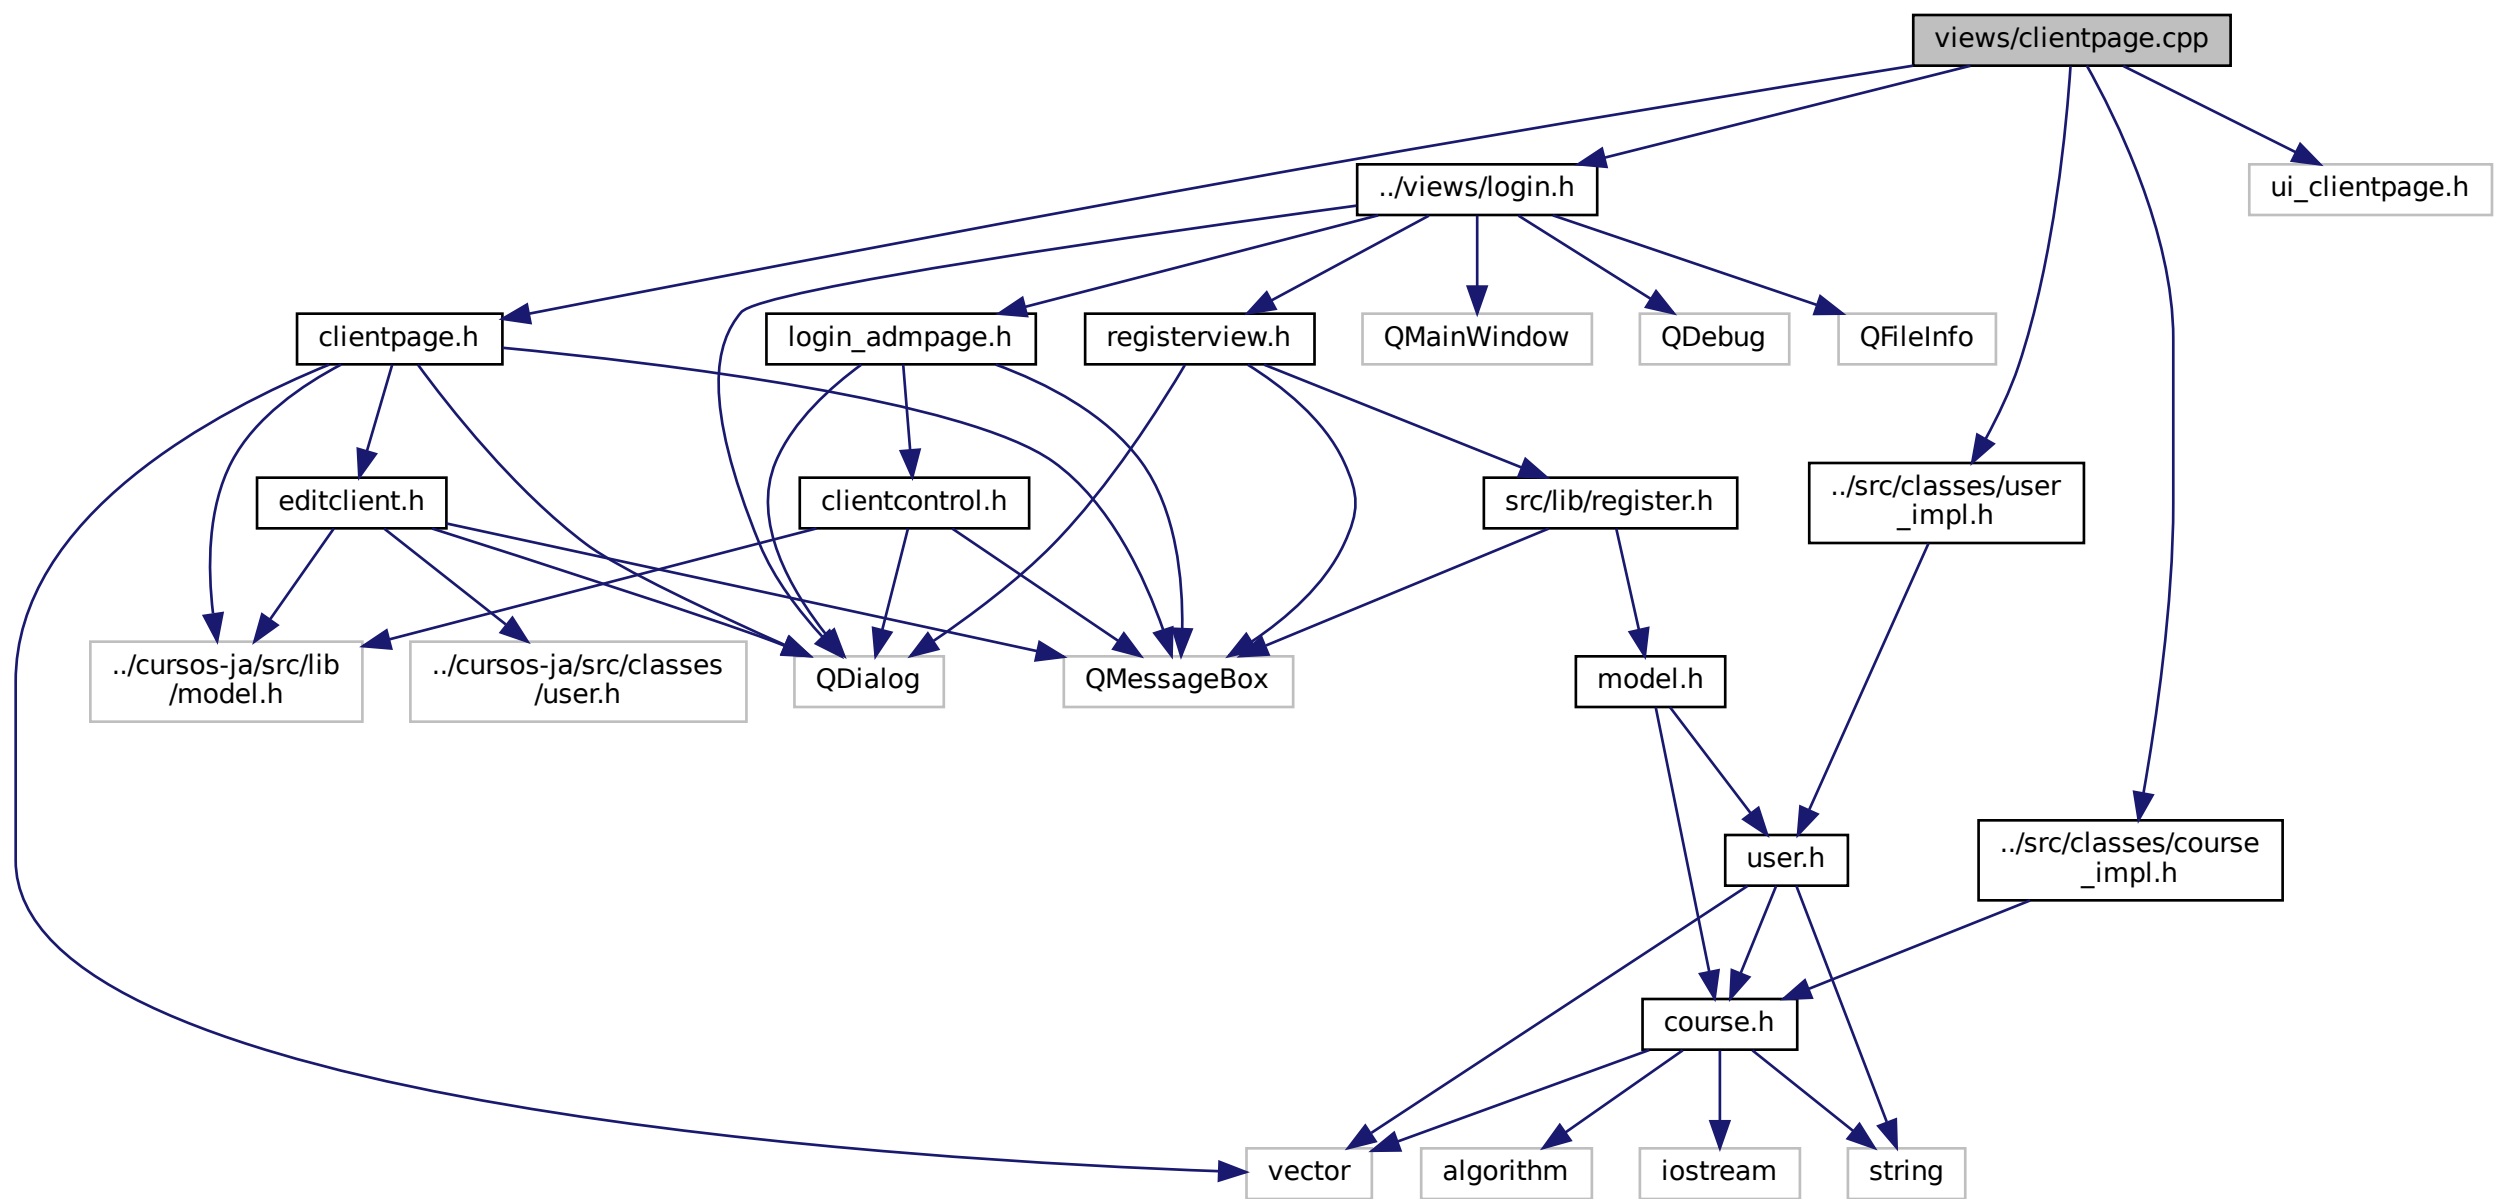 views/clientpage.cpp
../views/login.h
ui_clientpage.h
clientpage.h
login_admpage.h
registerview.h
QMainWindow
QDebug
QFileInfo
editclient.h
clientcontrol.h
src/lib/register.h
../src/classes/user
_impl.h
../cursos-ja/src/lib
/model.h
../cursos-ja/src/classes
/user.h
QDialog
QMessageBox
model.h
user.h
../src/classes/course
_impl.h
course.h
vector
algorithm
iostream
string